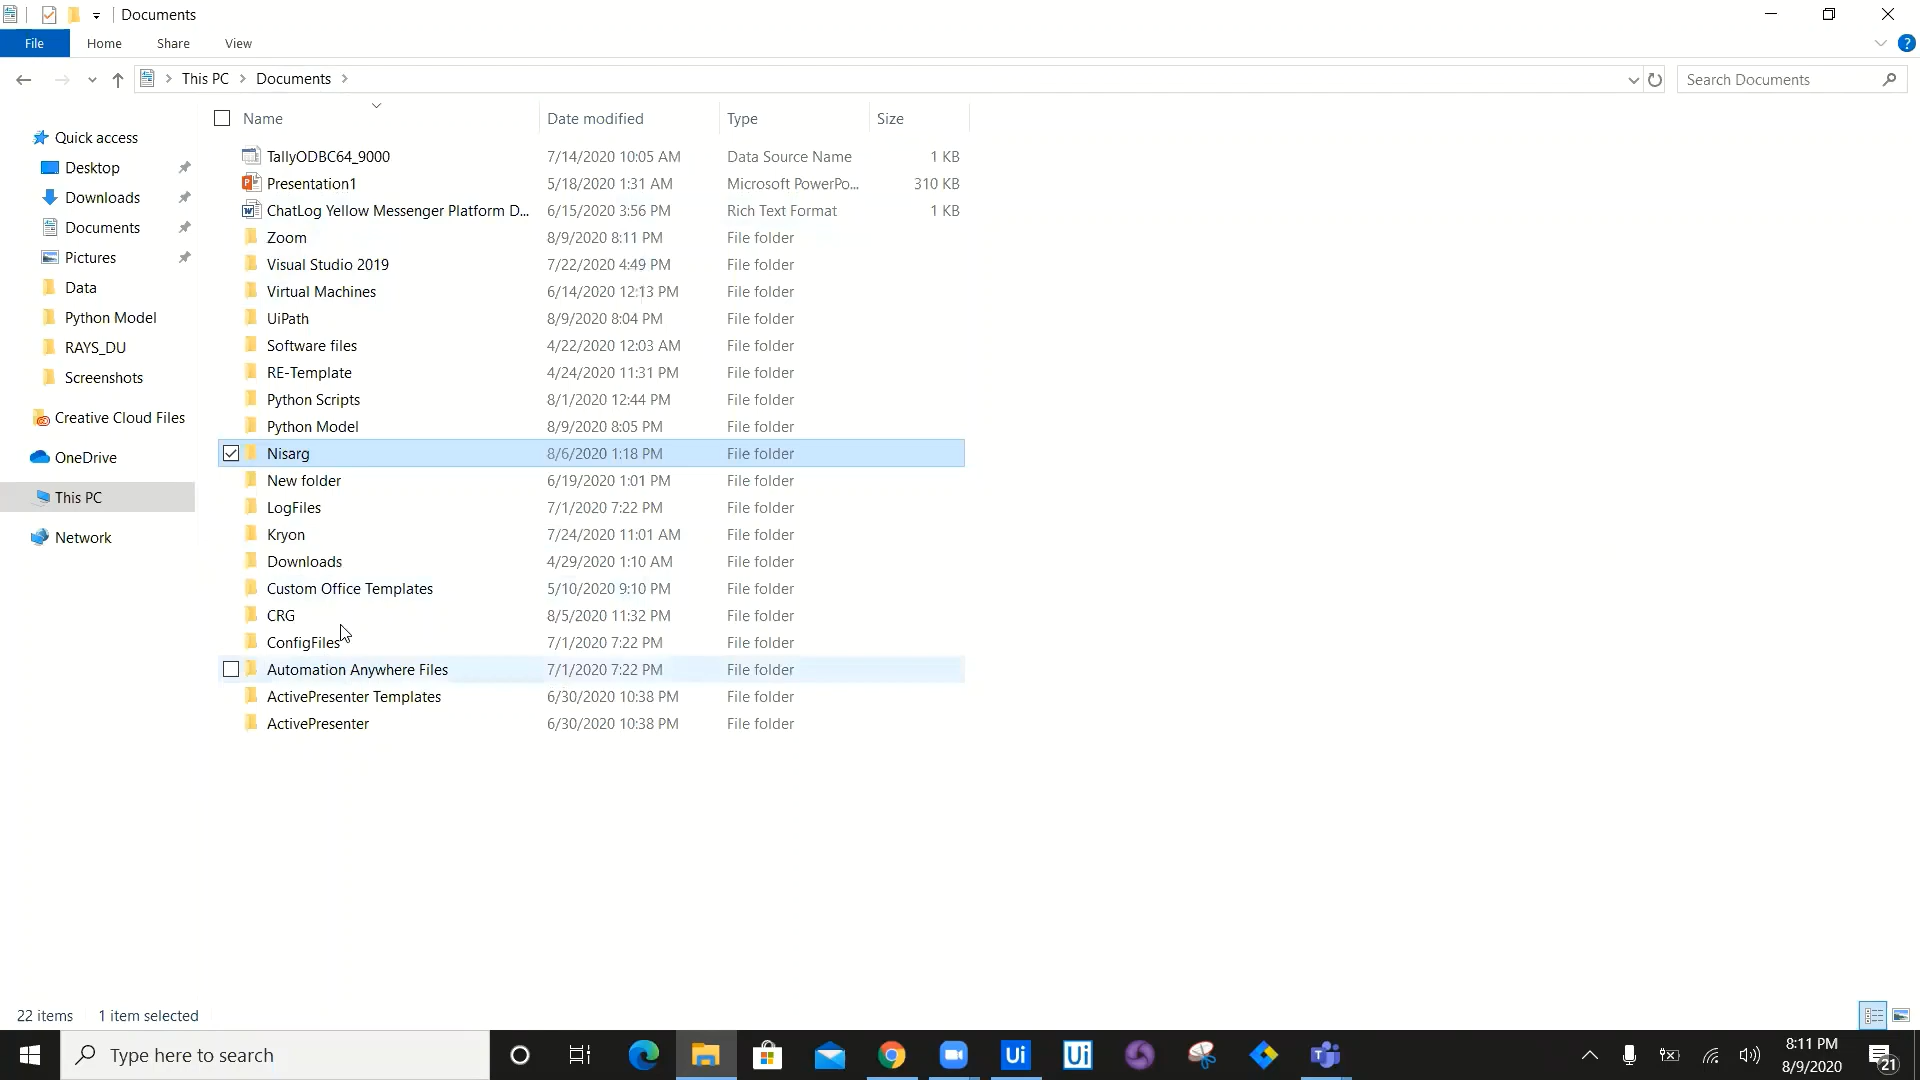 Documents
File Home Share View
This PC Documents Search Documents
Name Date modified Type Size
Quick access
Desktop
Downloads
Documents
Pictures
Data
Python Model
RAYS_DU
Screenshots
Creative Cloud Files
OneDrive
This PC
Network
TallyODBC64_9000 7/14/2020 10:05 AM Data Source Name 1 KB
Presentation1 5/18/2020 1:31 AM Microsoft PowerPo... 310 KB
ChatLog Yellow Messenger Platform D... 6/15/2020 3:56 PM Rich Text Format 1 KB
Zoom 8/9/2020 8:11 PM File folder
Visual Studio 2019 7/22/2020 4:49 PM File folder
Virtual Machines 6/14/2020 12:13 PM File folder
UiPath 8/9/2020 8:04 PM File folder
Software files 4/22/2020 12:03 AM File folder
RE-Template 4/24/2020 11:31 PM File folder
Python Scripts 8/1/2020 12:44 PM File folder
Python Model 8/9/2020 8:05 PM File folder
Nisarg 8/6/2020 1:18 PM File folder
New folder 6/19/2020 1:01 PM File folder
LogFiles 7/1/2020 7:22 PM File folder
Kryon 7/24/2020 11:01 AM File folder
Downloads 4/29/2020 1:10 AM File folder
Custom Office Templates 5/10/2020 9:10 PM File folder
CRG 8/5/2020 11:32 PM File folder
ConfigFiles 7/1/2020 7:22 PM File folder
Automation Anywhere Files 7/1/2020 7:22 PM File folder
ActivePresenter Templates 6/30/2020 10:38 PM File folder
ActivePresenter 6/30/2020 10:38 PM File folder
22 items 1 item selected
Type here to search
Ui
Ui
8:11 PM
8/9/2020
21